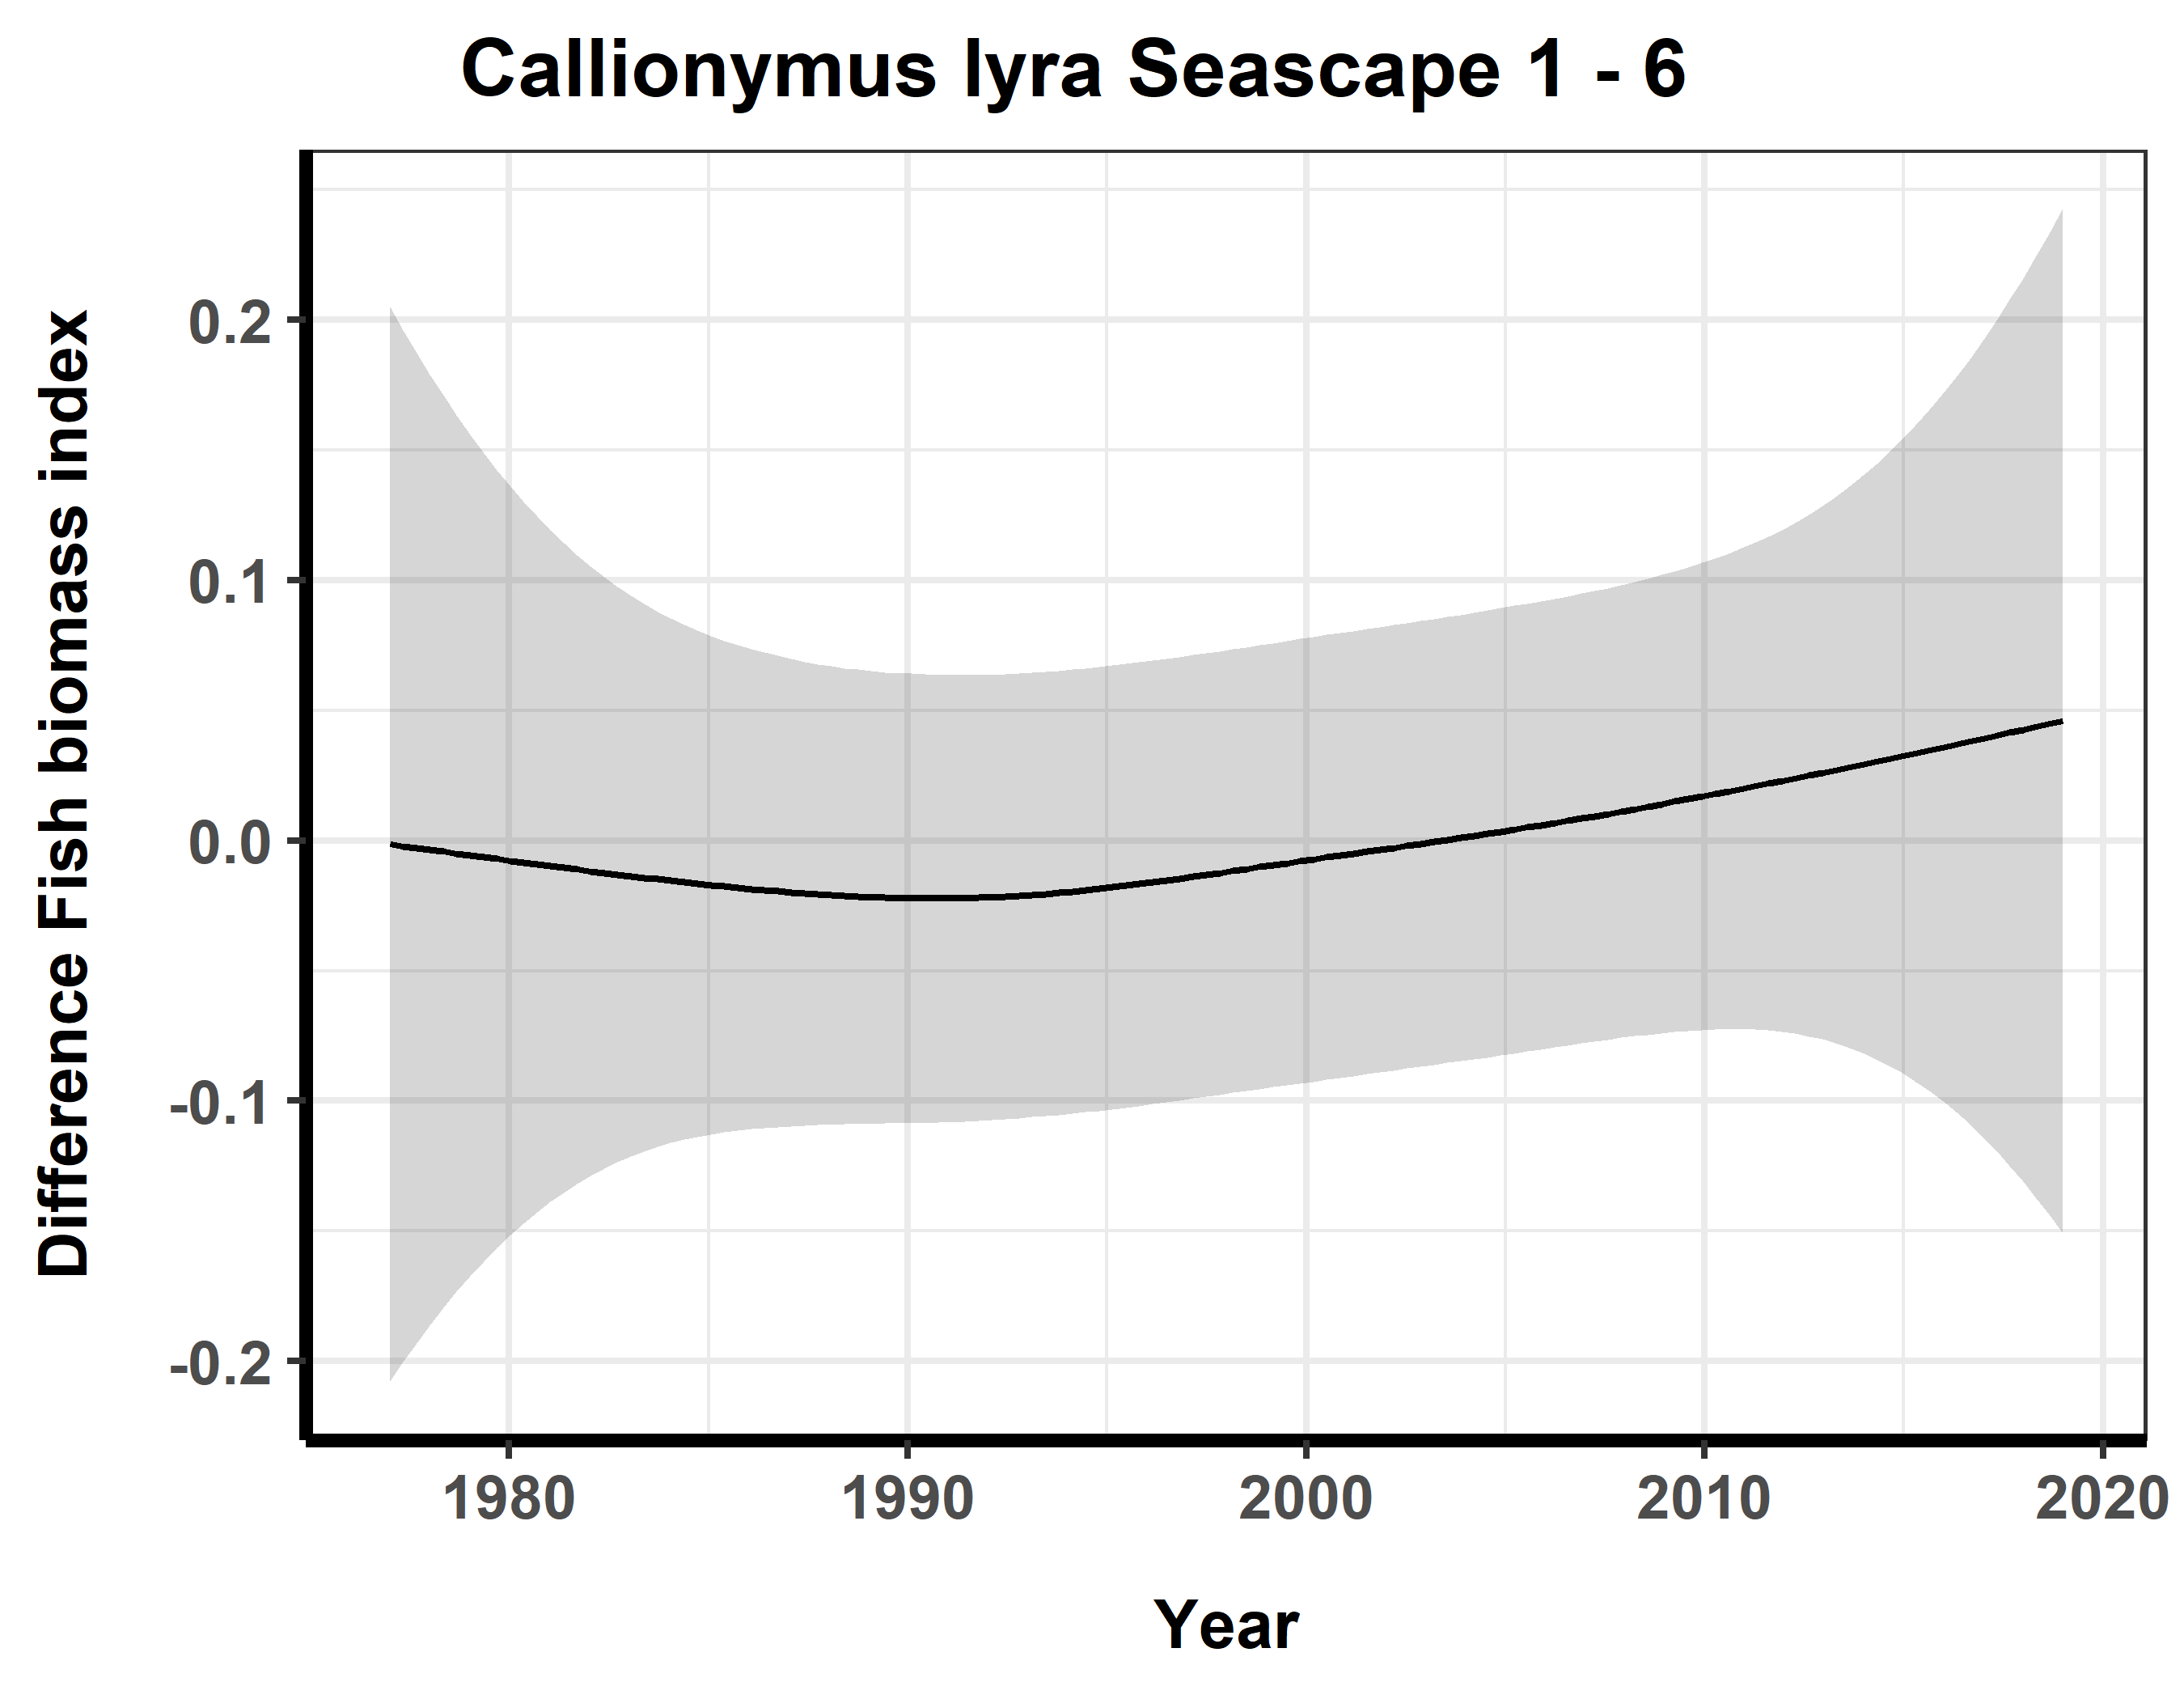 Callionymus lyra Seascape 1 - 6
Difference Fish biomass index
0.2
0.1
0.0
-0.1
-0.2
1980 1990 2000 2010 2020
Year